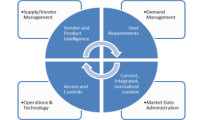 •Supply/Vendor
Management
•Demand
Management
Vendor and
Product
Intelligence
User
Requirements
Access and
Controls
Current,
integrated,
normalized
content
•Operations &
Technology
•Market Data
Administration